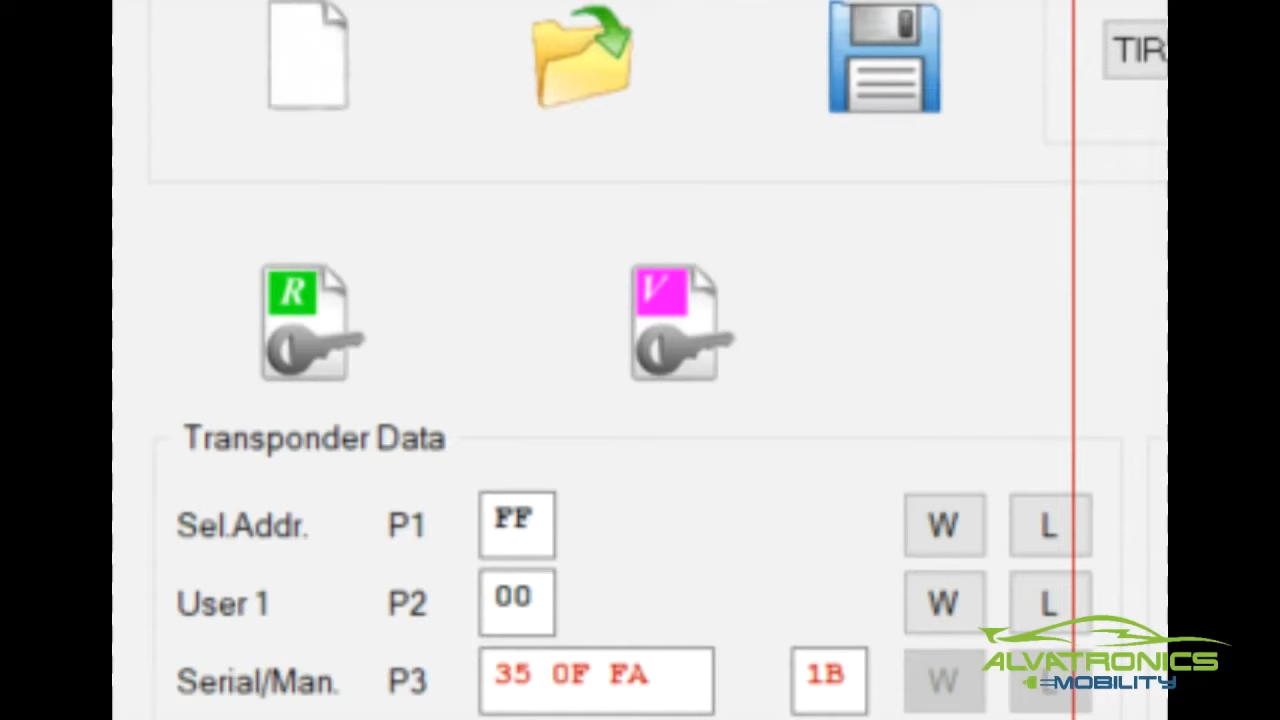 TIR
R
V
Transponder Data
Sel.Addr. P1 FF W L
User 1 P2 00 W L
Serial/Man. P3 35 0F FA 1B W
ALVATRONICS
MOBILITY